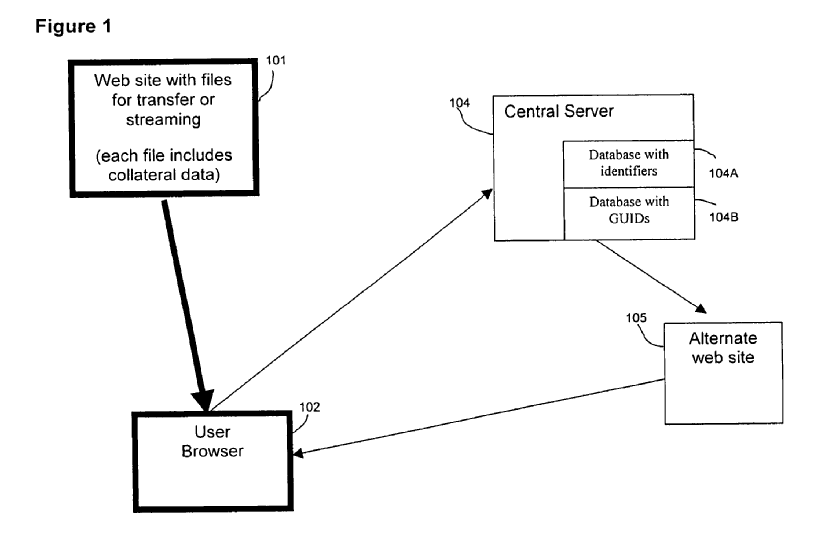 Figure 1
101
Web site with files
for transfer or
streaming
(each file includes
collateral data)
104
Central Server
Database with
identifiers
104A
Database with
GUIDs
104B
105
Alternate
web site
102
User
Browser